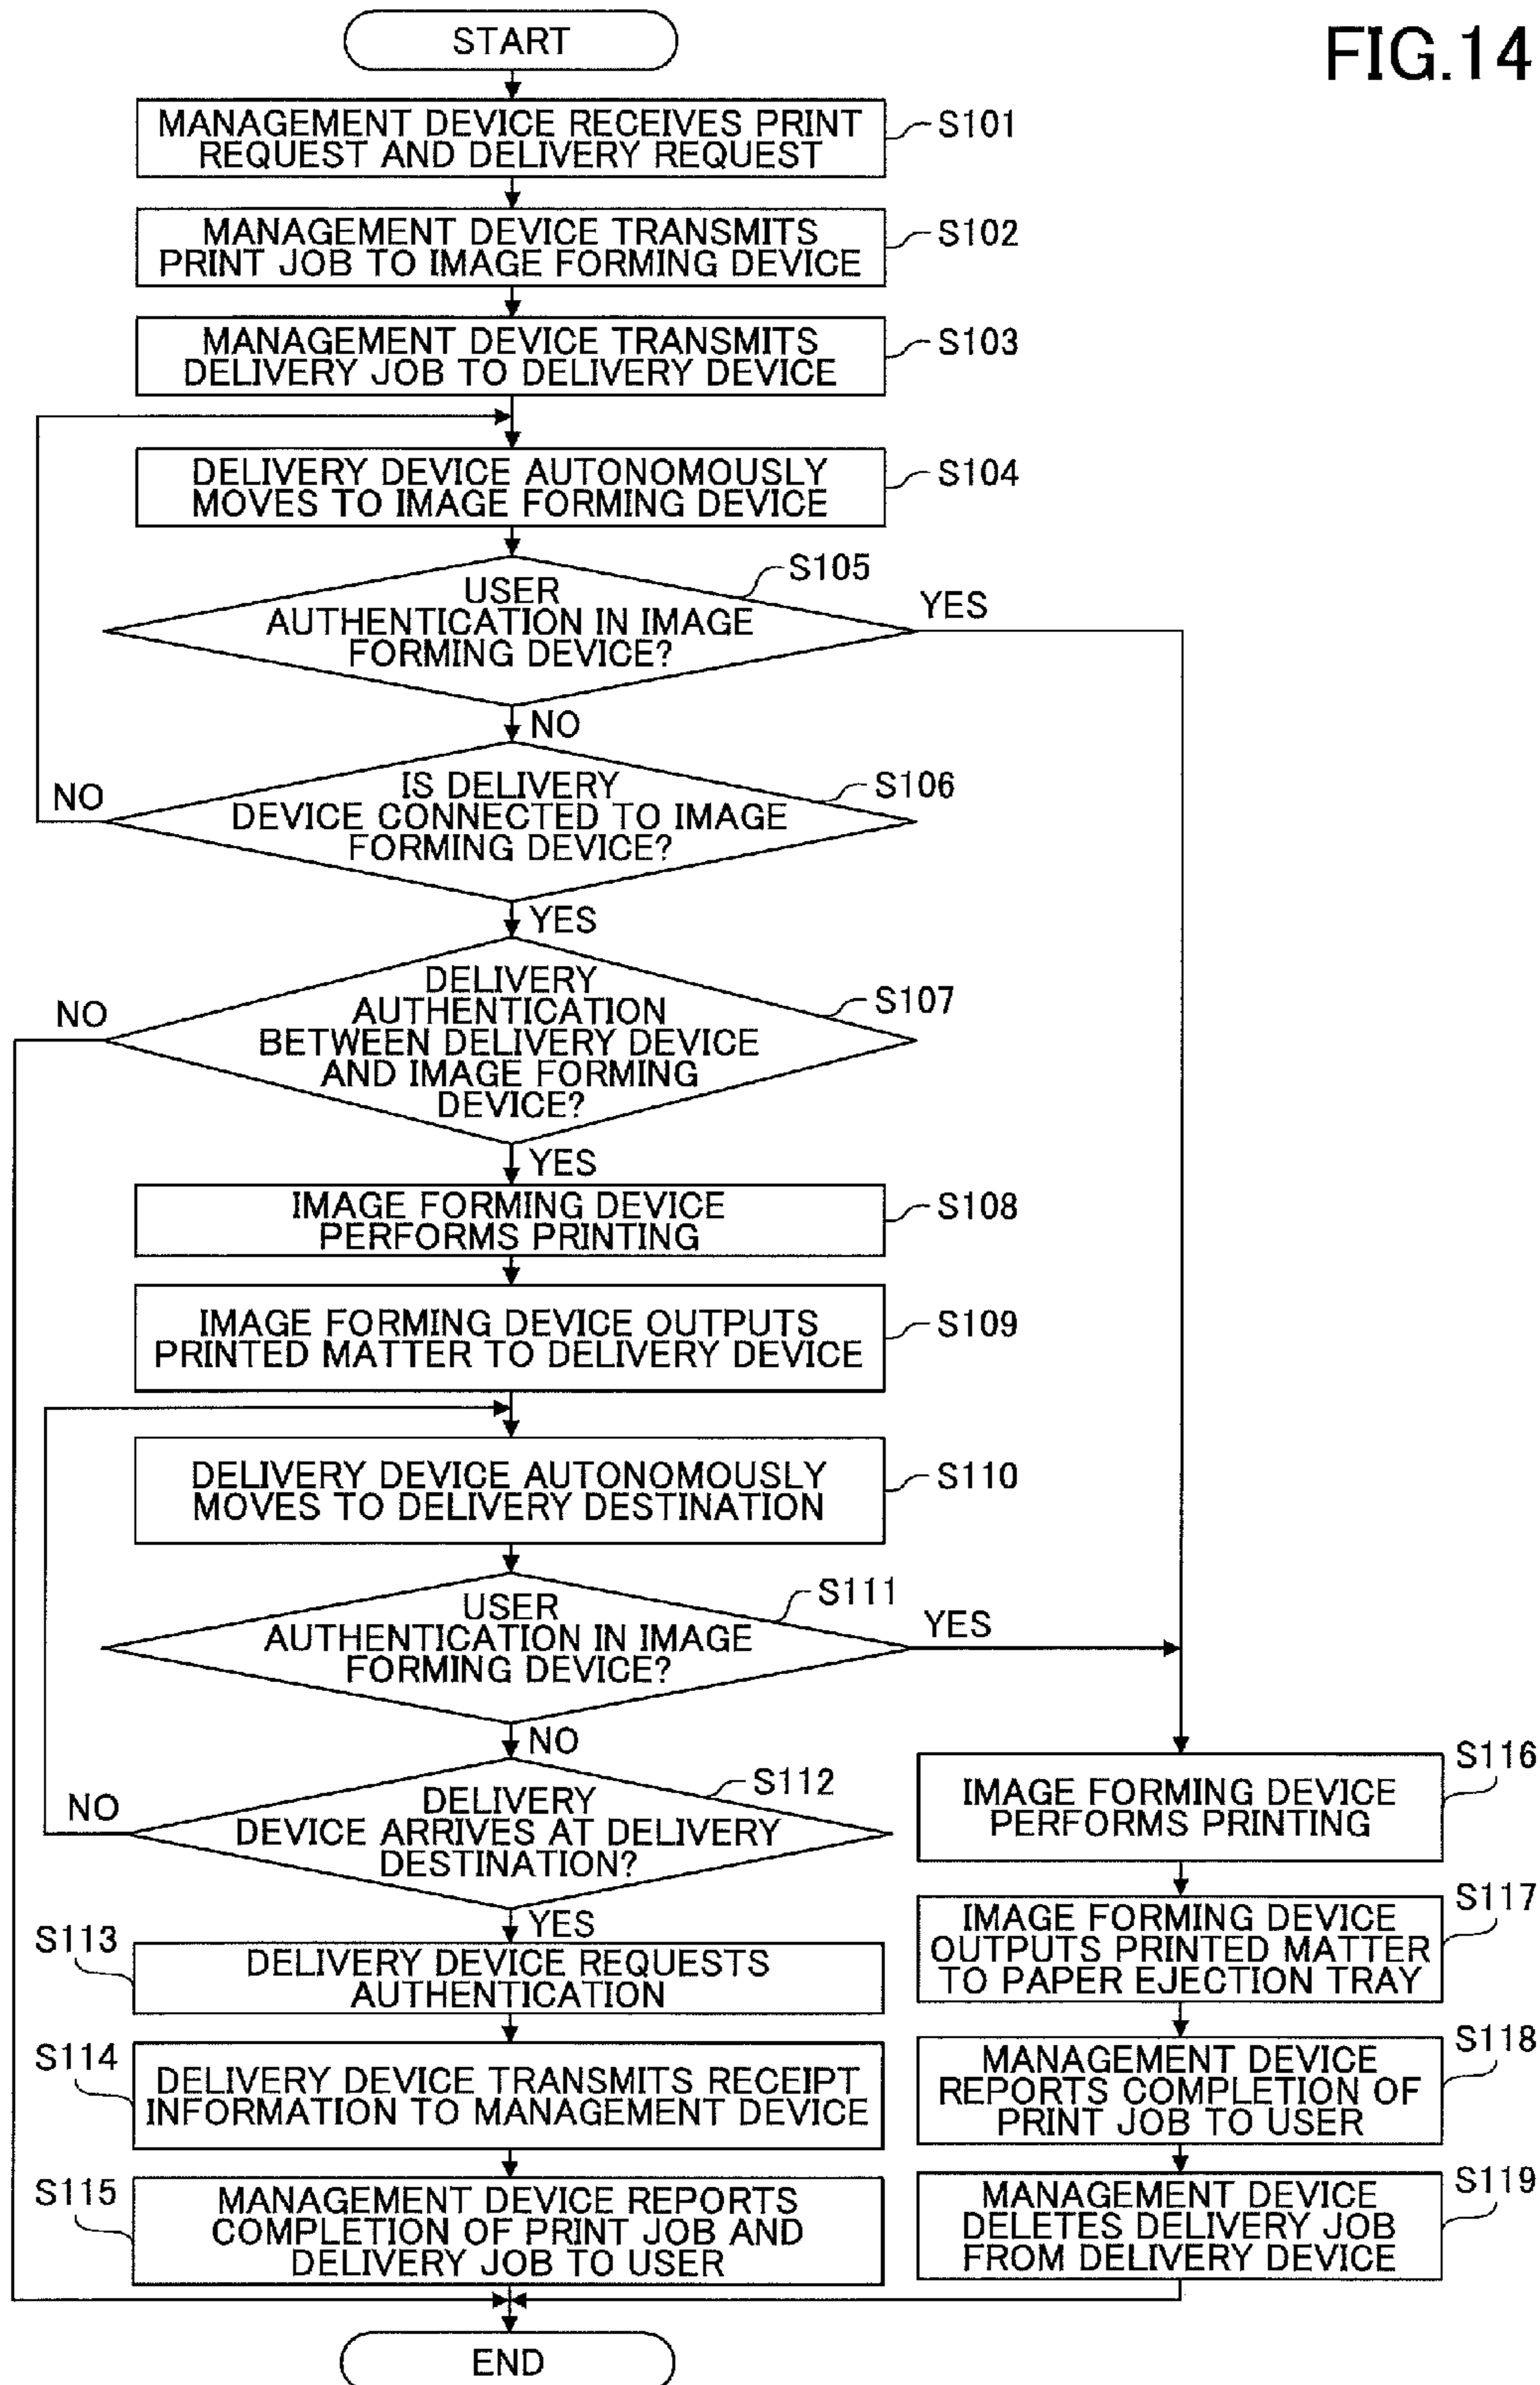 FIG.14
START
MANAGEMENT DEVICE RECEIVES PRINT
REQUEST AND DELIVERY REQUEST
S101
MANAGEMENT DEVICE TRANSMITS
PRINT JOB TO IMAGE FORMING DEVICE
S102
MANAGEMENT DEVICE TRANSMITS
DELIVERY JOB TO DELIVERY DEVICE
S103
DELIVERY DEVICE AUTONOMOUSLY
MOVES TO IMAGE FORMING DEVICE
S104
USER
AUTHENTICATION IN IMAGE
FORMING DEVICE?
S105
YES
NO
IS DELIVERY
DEVICE CONNECTED TO IMAGE
FORMING DEVICE?
S106
NO
YES
DELIVERY
AUTHENTICATION
BETWEEN DELIVERY DEVICE
AND IMAGE FORMING
DEVICE?
S107
NO
YES
IMAGE FORMING DEVICE
PERFORMS PRINTING
S108
IMAGE FORMING DEVICE OUTPUTS
PRINTED MATTER TO DELIVERY DEVICE
S109
DELIVERY DEVICE AUTONOMOUSLY
MOVES TO DELIVERY DESTINATION
S110
USER
AUTHENTICATION IN IMAGE
FORMING DEVICE?
S111
YES
NO
DELIVERY
DEVICE ARRIVES AT DELIVERY
DESTINATION?
S112
NO
YES
S113
DELIVERY DEVICE REQUESTS
AUTHENTICATION
S114
DELIVERY DEVICE TRANSMITS RECEIPT
INFORMATION TO MANAGEMENT DEVICE
S115
MANAGEMENT DEVICE REPORTS
COMPLETION OF PRINT JOB AND
DELIVERY JOB TO USER
S116
IMAGE FORMING DEVICE
PERFORMS PRINTING
S117
IMAGE FORMING DEVICE
OUTPUTS PRINTED MATTER
TO PAPER EJECTION TRAY
S118
MANAGEMENT DEVICE
REPORTS COMPLETION OF
PRINT JOB TO USER
S119
MANAGEMENT DEVICE
DELETES DELIVERY JOB
FROM DELIVERY DEVICE
END